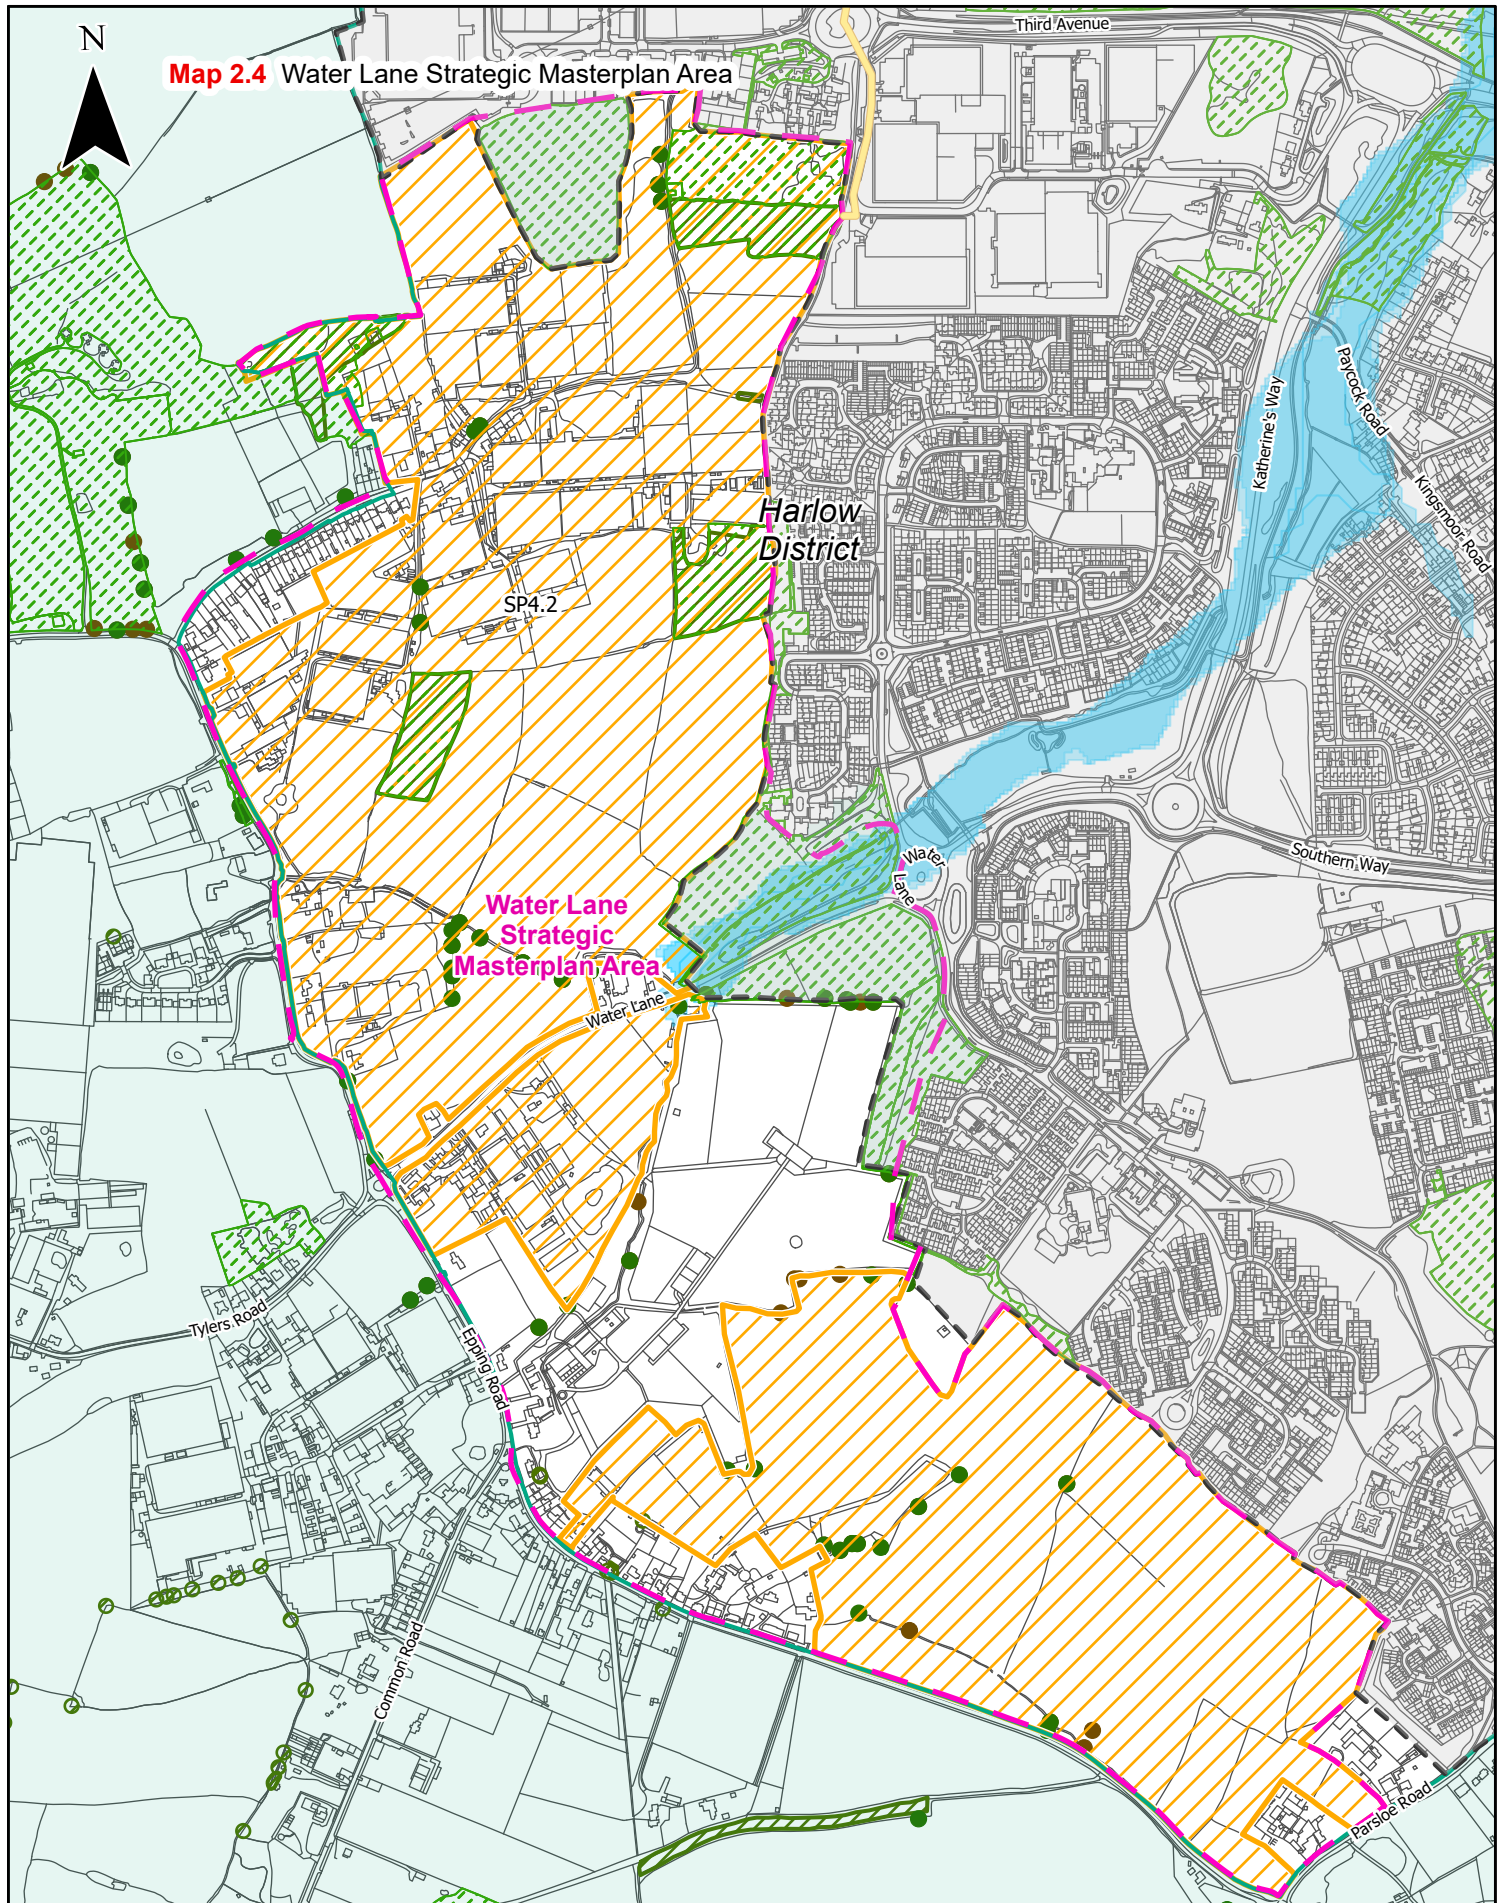 Third Avenue
N
Map 2.4 Water Lane Strategic Masterplan Area
Paycock Road
Katherine's Way
Kingsmoor Road
Harlow
District
SP4.2
Water
Lane
Southern Way
Water Lane
Strategic
Masterplan Area
Water Lane
Tylers Road
Epping Road
Common Road
Parsloe Road